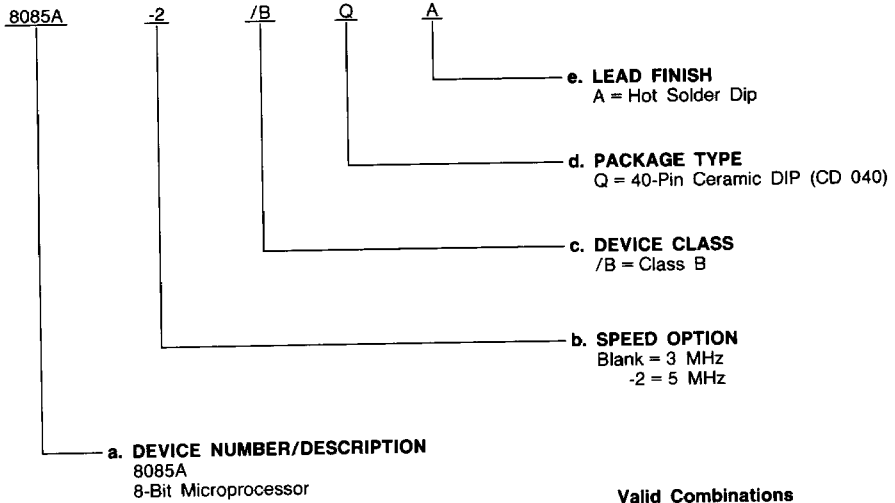 8085A -2 /B Q A
e. LEAD FINISH
A = Hot Solder Dip
d. PACKAGE TYPE
Q = 40-Pin Ceramic DIP (CD 040)
c. DEVICE CLASS
/B = Class B
b. SPEED OPTION
Blank = 3 MHz
-2 = 5 MHz
a. DEVICE NUMBER/DESCRIPTION
8085A
8-Bit Microprocessor
Valid Combinations